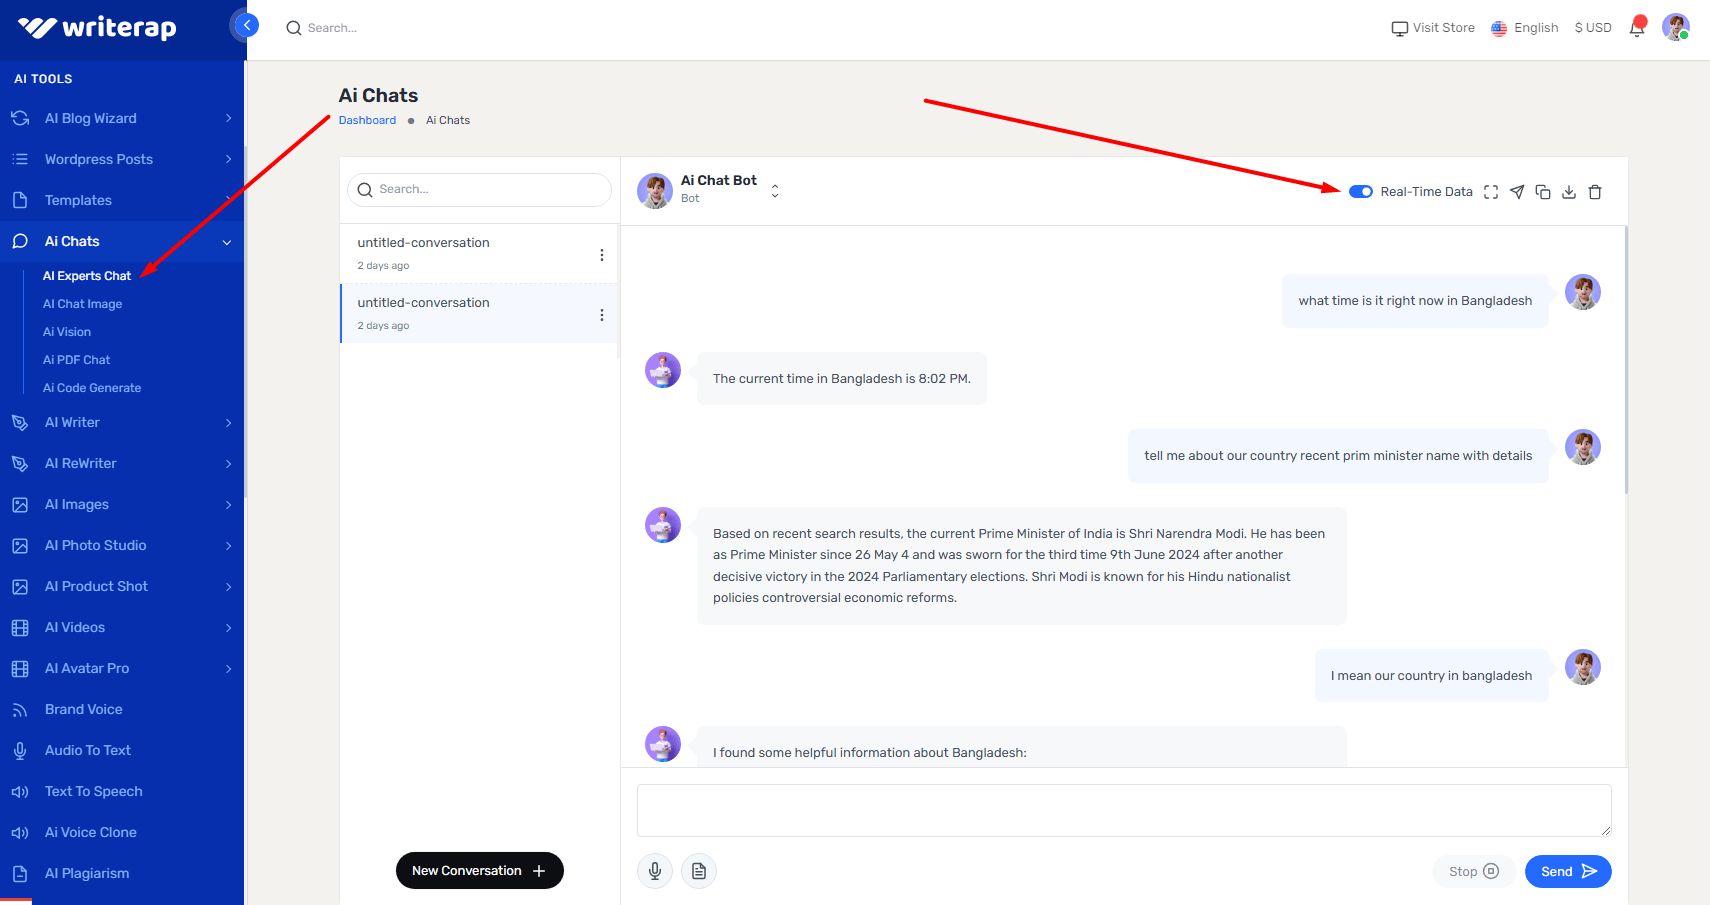 writerap
Search...
Visit Store
English
$ USD
AI TOOLS
AI Blog Wizard
Wordpress Posts
Templates
Ai Chats
AI Experts Chat
AI Chat Image
Ai Vision
Ai PDF Chat
Ai Code Generate
AI Writer
AI ReWriter
AI Images
AI Photo Studio
AI Product Shot
AI Videos
AI Avatar Pro
Brand Voice
Audio To Text
Text To Speech
Ai Voice Clone
AI Plagiarism
Ai Chats
Dashboard
Ai Chats
Search...
untitled-conversation
2 days ago
untitled-conversation
2 days ago
New Conversation
Ai Chat Bot
Bot
Real-Time Data
what time is it right now in Bangladesh
The current time in Bangladesh is 8:02 PM.
tell me about our country recent prim minister name with details
Based on recent search results, the current Prime Minister of India is Shri Narendra Modi. He has been
as Prime Minister since 26 May 4 and was sworn for the third time 9th June 2024 after another
decisive victory in the 2024 Parliamentary elections. Shri Modi is known for his Hindu nationalist
policies controversial economic reforms.
I mean our country in bangladesh
I found some helpful information about Bangladesh:
Stop
Send